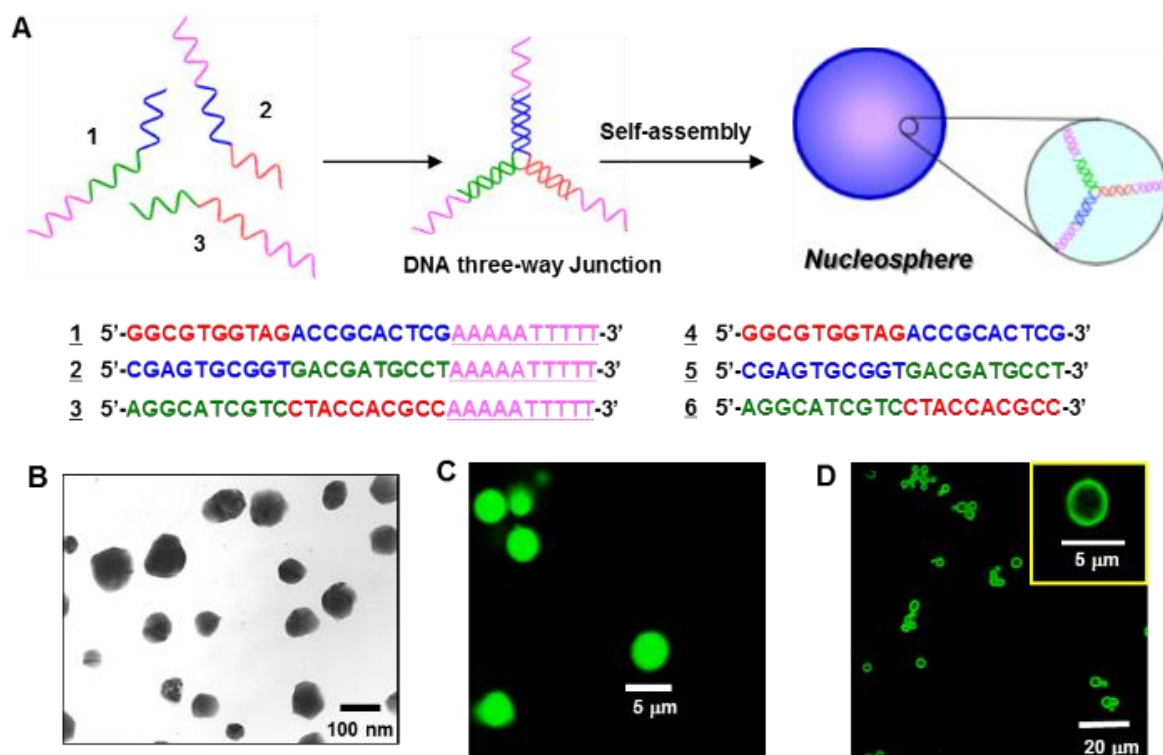 A
1
2
3
Self-assembly
DNA three-way Junction
Nucleosphere
1 5’-GGCGTGGTAGACCGCACTCGAAAAATTTTT-3’
2 5’-CGAGTGCGGTGACGATGCCTAAAAATTTTT-3’
3 5’-AGGCATCGTCCTACCACGCCAAAAATTTTT-3’
4 5’-GGCGTGGTAGACCGCACTCG-3’
5 5’-CGAGTGCGGTGACGATGCCT-3’
6 5’-AGGCATCGTCCTACCACGCC-3’
B
100 nm
C
5 μm
D
5 μm
20 μm